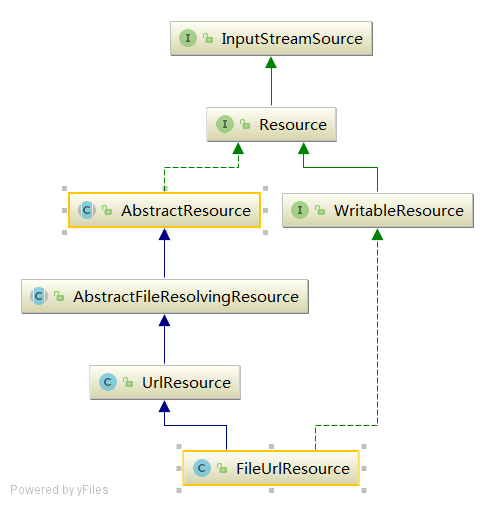 I InputStreamSource
I Resource
C AbstractResource
I WritableResource
C AbstractFileResolvingResource
C UrlResource
C FileUrlResource
Powered by yFiles